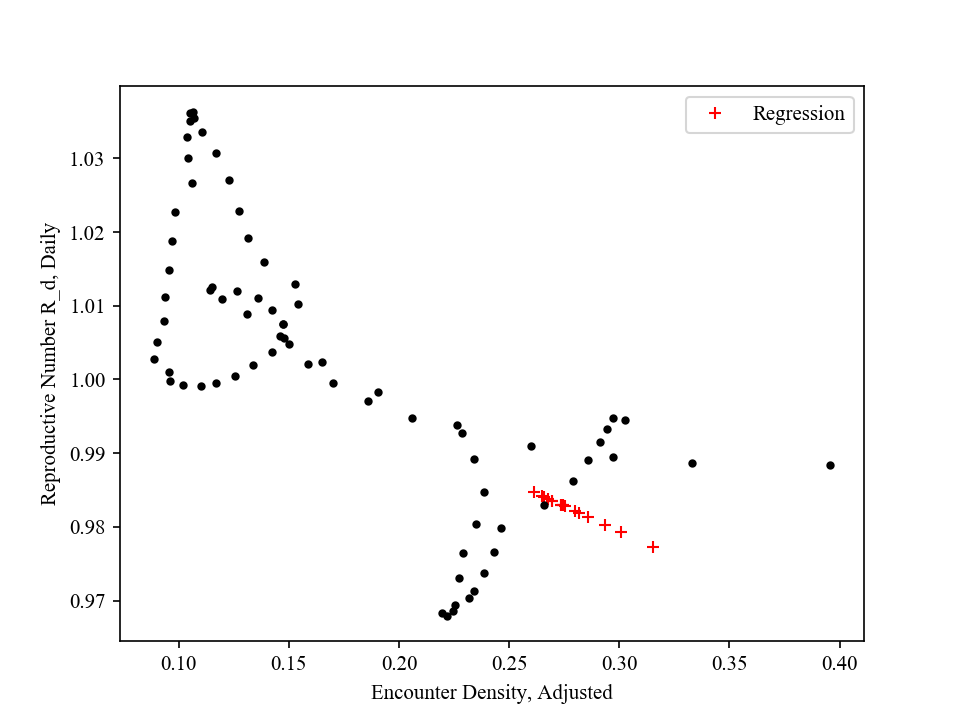 Regression
1.03
1.02
1.01
1.00
0.99
0.98
0.97
Reproductive Number R_d, Daily
0.10 0.15 0.20 0.25 0.30 0.35 0.40
Encounter Density, Adjusted